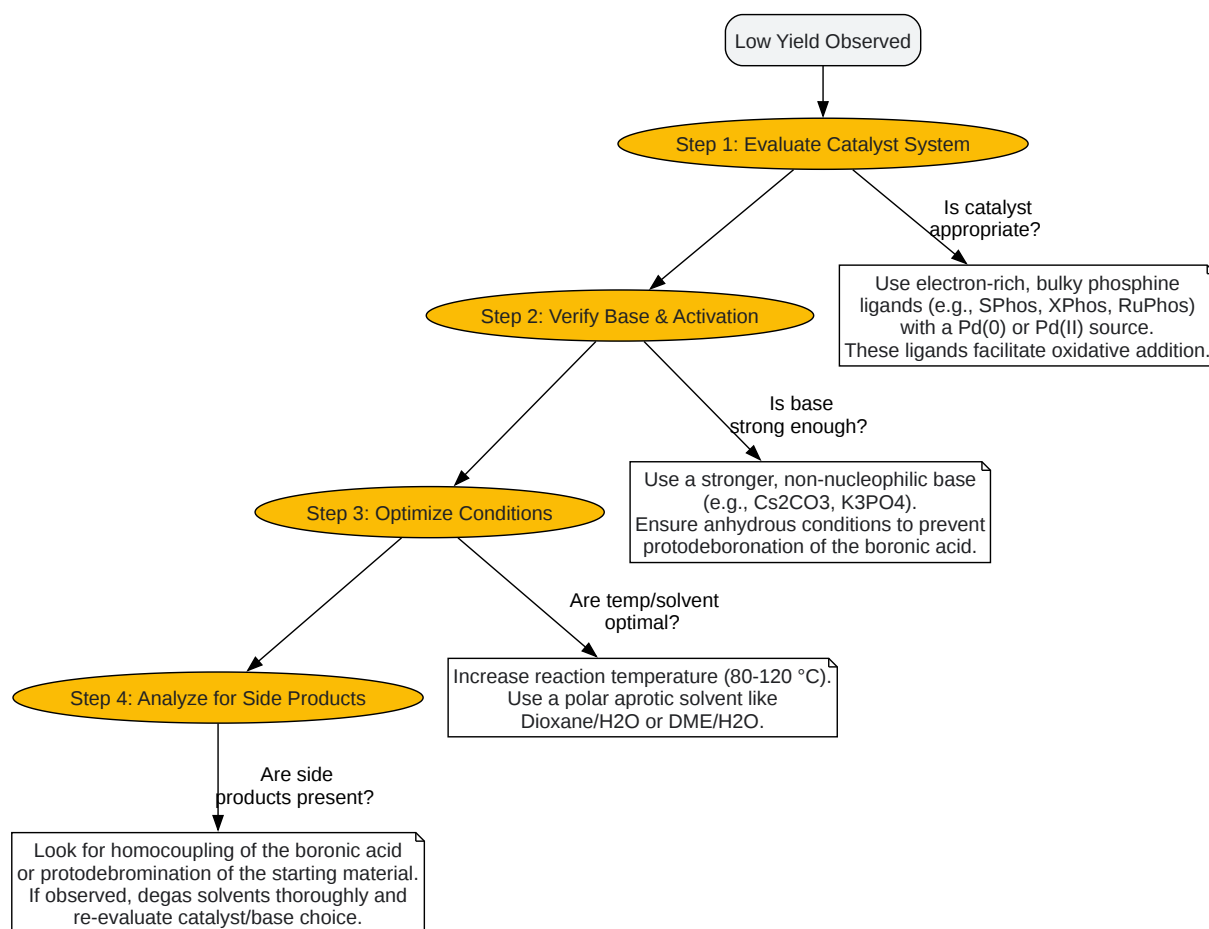 Low Yield Observed
Step 1: Evaluate Catalyst System
Is catalyst
appropriate?
Use electron-rich, bulky phosphine
ligands (e.g., SPhos, XPhos, RuPhos)
with a Pd(0) or Pd(II) source.
These ligands facilitate oxidative addition.
Step 2: Verify Base & Activation
Is base
strong enough?
Use a stronger, non-nucleophilic base
(e.g., Cs2CO3, K3PO4).
Ensure anhydrous conditions to prevent
protodeboronation of the boronic acid.
Step 3: Optimize Conditions
Are temp/solvent
optimal?
Increase reaction temperature (80-120 °C).
Use a polar aprotic solvent like
Dioxane/H2O or DME/H2O.
Step 4: Analyze for Side Products
Are side
products present?
Look for homocoupling of the boronic acid
or protodebromination of the starting material.
If observed, degas solvents thoroughly and
re-evaluate catalyst/base choice.